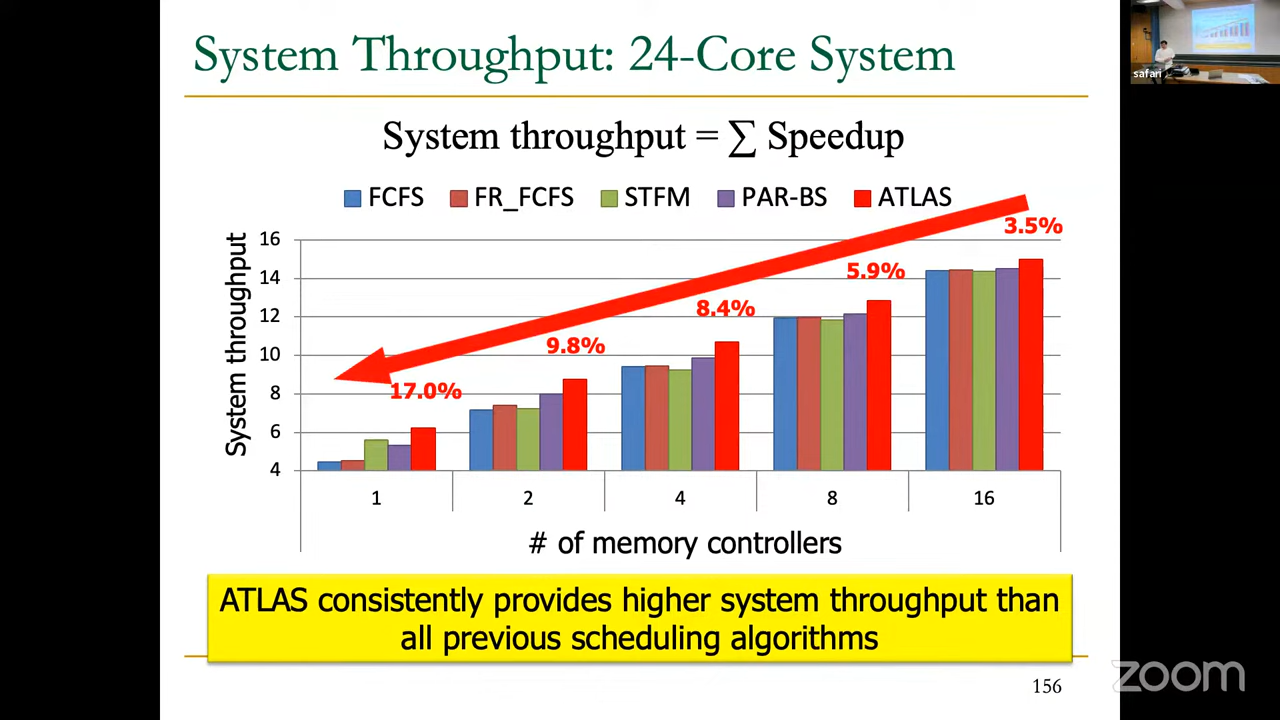 System Throughput: 24-Core System
safari
System throughput = ∑ Speedup
FCFS FR_FCFS STFM PAR-BS ATLAS
3.5%
5.9%
8.4%
9.8%
17.0%
System throughput
16
14
12
10
8
6
4
1 2 4 8 16
# of memory controllers
ATLAS consistently provides higher system throughput than
all previous scheduling algorithms
156
zoom